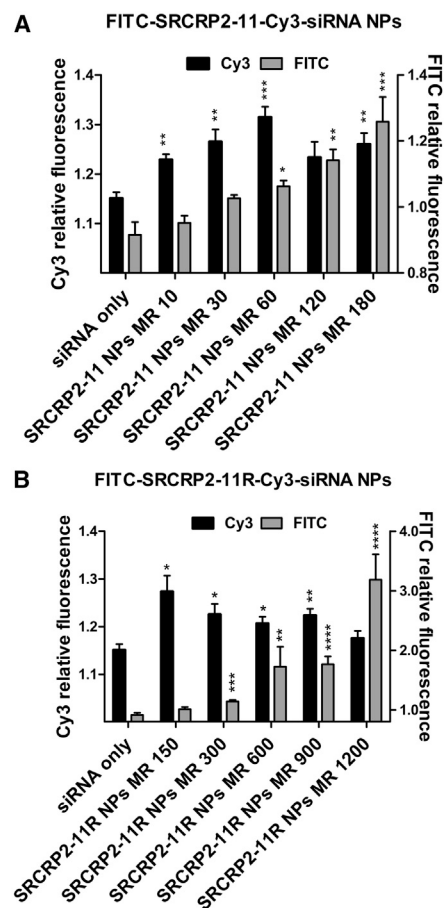 A
FITC-SRCRP2-11-Cy3-siRNA NPs
Cy3 FITC
Cy3 relative fluorescence
1.4
1.3
1.2
1.1
FITC relative fluorescence
1.4
1.2
1.0
0.8
**
**
***
*
**
**
***
siRNA only
SRCRP2-11 NPs MR 10
SRCRP2-11 NPs MR 30
SRCRP2-11 NPs MR 60
SRCRP2-11 NPs MR 120
SRCRP2-11 NPs MR 180
B
FITC-SRCRP2-11R-Cy3-siRNA NPs
Cy3 FITC
Cy3 relative fluorescence
1.4
1.3
1.2
1.1
FITC relative fluorescence
4.0
3.0
2.0
1.0
*
*
***
*
**
**
****
****
siRNA only
SRCRP2-11R NPs MR 150
SRCRP2-11R NPs MR 300
SRCRP2-11R NPs MR 600
SRCRP2-11R NPs MR 900
SRCRP2-11R NPs MR 1200